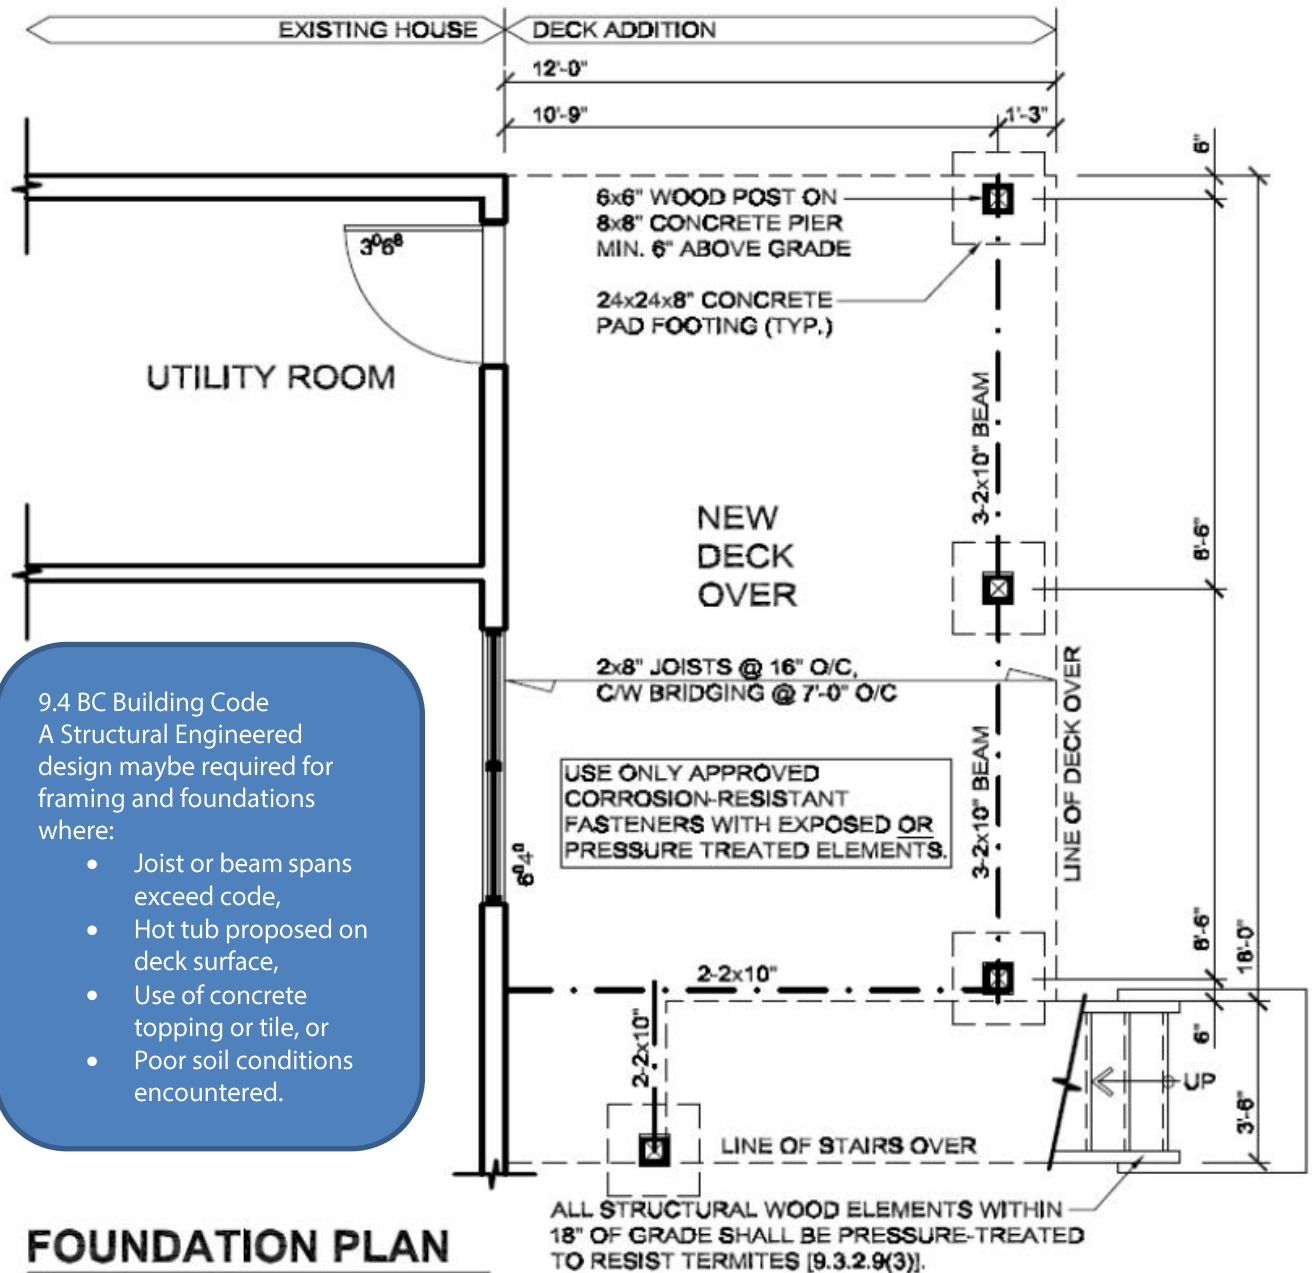 EXISTING HOUSE
DECK ADDITION
12'-0"
10'-9"
1'-3"
6"
6x6" WOOD POST ON
8x8" CONCRETE PIER
MIN. 6" ABOVE GRADE
3⁰6⁸
24x24x8" CONCRETE
PAD FOOTING (TYP.)
UTILITY ROOM
3-2x10" BEAM
NEW
DECK
OVER
8'-6"
2x8" JOISTS @ 16" O/C,
C/W BRIDGING @ 7'-0" O/C
LINE OF DECK OVER
9.4 BC Building Code
A Structural Engineered
design maybe required for
framing and foundations
where:
• Joist or beam spans
exceed code,
• Hot tub proposed on
deck surface,
• Use of concrete
topping or tile, or
• Poor soil conditions
encountered.
USE ONLY APPROVED
CORROSION-RESISTANT
FASTENERS WITH EXPOSED OR
PRESSURE TREATED ELEMENTS.
3-2x10" BEAM
6⁰4⁰
8'-6"
18'-0"
2-2x10"
2-2x10"
6"
UP
3'-6"
LINE OF STAIRS OVER
ALL STRUCTURAL WOOD ELEMENTS WITHIN
18" OF GRADE SHALL BE PRESSURE-TREATED
TO RESIST TERMITES [9.3.2.9(3)].
FOUNDATION PLAN